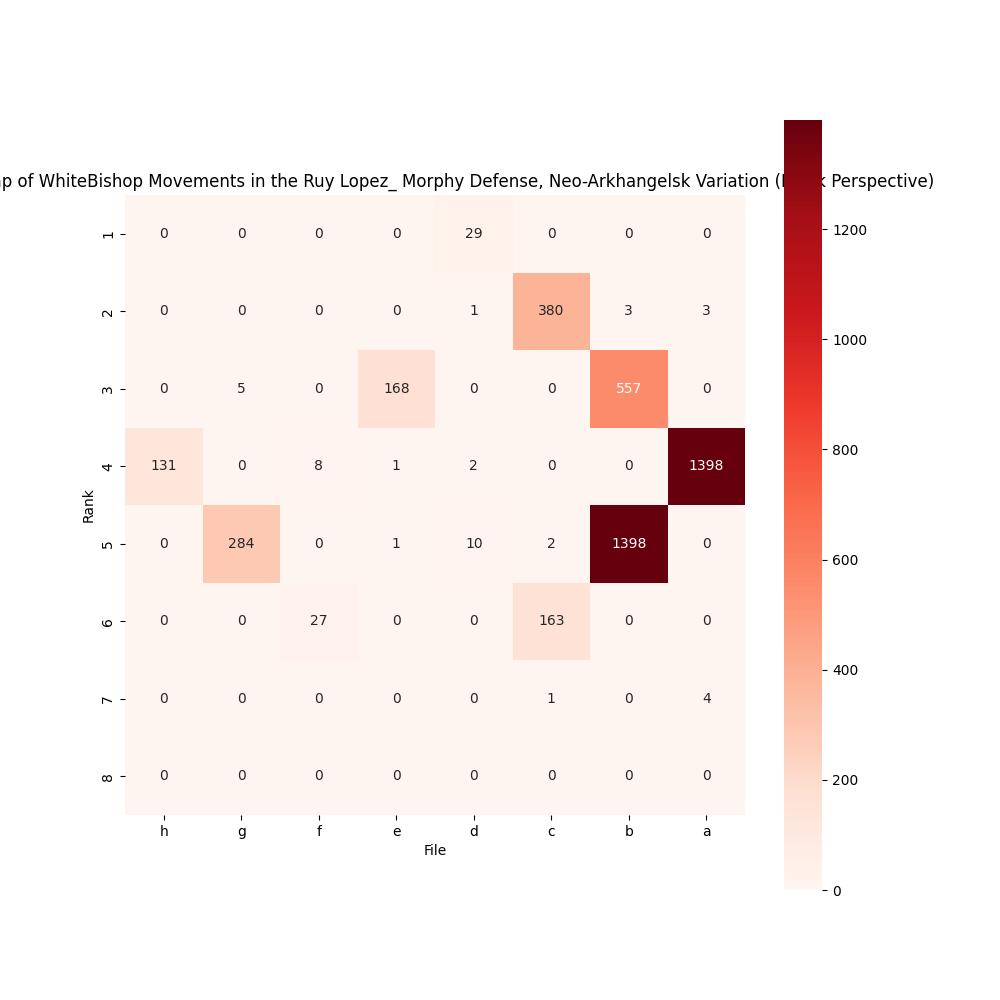 of WhiteBishop Movements in the Ruy Lopez_ Morphy Defense, Neo-Arkhangelsk Variation ( Perspective)
1 0 0 0 0 29 0 0 0
2 0 0 0 0 1 380 3 3
3 0 5 0 168 0 0 557 0
4 131 0 8 1 2 0 0 1398
5 0 284 0 1 10 2 1398 0
6 0 0 27 0 0 163 0 0
7 0 0 0 0 0 1 0 4
8 0 0 0 0 0 0 0 0
h g f e d c b a
File
Rank
1200
1000
800
600
400
200
0